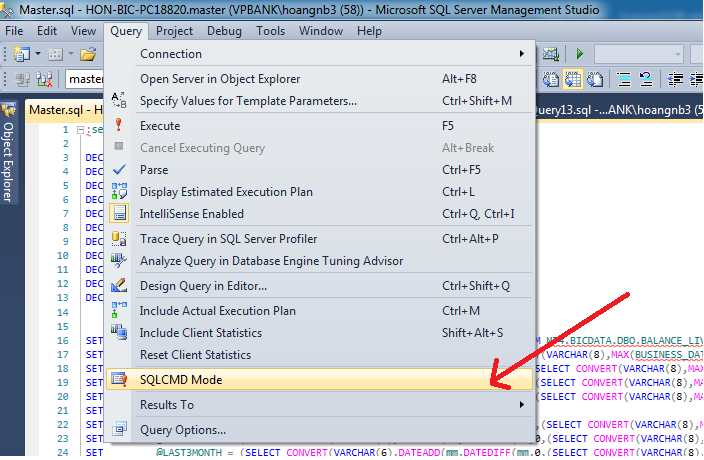 Master.sql - HON-BIC-PC18820.master (VPBANK\hoangnb3 (58)) - Microsoft SQL Server Management Studio
File Edit View Query Project Debug Tools Window Help
Connection
Open Server in Object Explorer Alt+F8
Specify Values for Template Parameters... Ctrl+Shift+M
Execute F5
Cancel Executing Query Alt+Break
Parse Ctrl+F5
Display Estimated Execution Plan Ctrl+L
IntelliSense Enabled Ctrl+Q, Ctrl+I
Trace Query in SQL Server Profiler Ctrl+Alt+P
Analyze Query in Database Engine Tuning Advisor
Design Query in Editor... Ctrl+Shift+Q
Include Actual Execution Plan Ctrl+M
Include Client Statistics Shift+Alt+S
Reset Client Statistics
SQLCMD Mode
Results To
Query Options...
New
maste
Master.sql - HO
Query13.sql -...ANK\hoangnb3 (5
Object Explorer
1 :se
2
3 DEC
4 DEC
5 DEC
6 DEC
7 DEC
8 DEC
9 DEC
10 DEC
11 DEC
12 DEC
13 DEC
14
15
16 SET .BICDATA.DBO.BALANCE_LIV
17 SET (VARCHAR(8),MAX(BUSINESS_DAT
18 SET SELECT CONVERT(VARCHAR(8),MA
19 SET (SELECT CONVERT(VARCHAR(8),MA
20 SET (SELECT CONVERT(VARCHAR(8),MA
21
22 SET ,(SELECT CONVERT(VARCHAR(8),M
23 SET ,(SELECT CONVERT(VARCHAR(8),M
24 SET @LAST3MONTH = (SELECT CONVERT(VARCHAR(6),DATEADD(mm,DATEDIFF(mm,0,(SELECT CONVERT(VARCHAR(8),M